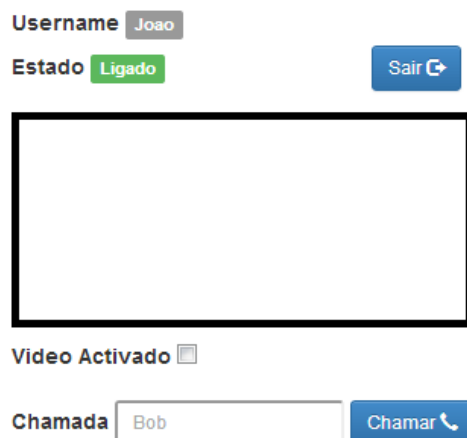 Username Joao
Estado Ligado Sair
Video Activado
Chamada Bob Chamar